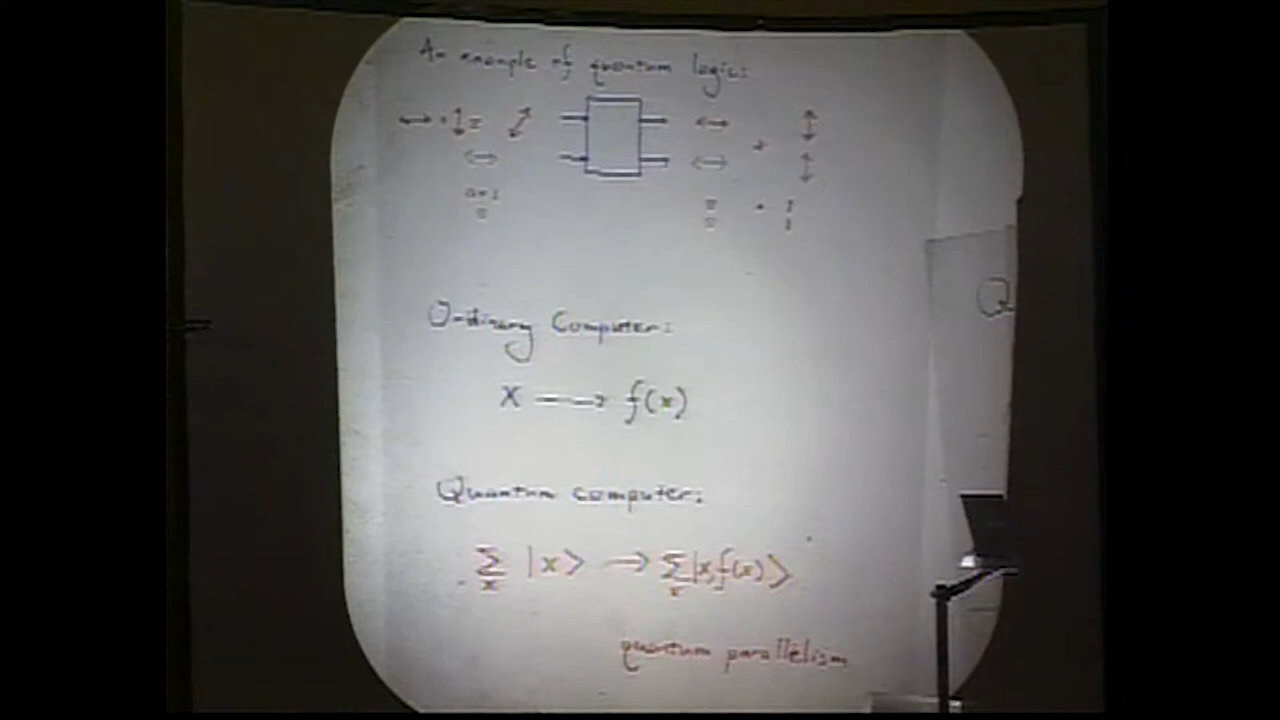 An example of quantum logic:
Ordinary Computer:
X → f(x)
Q
Quantum computer:
∑ₓ |x⟩ → ∑ₓ |x,f(x)⟩
quantum parallelism